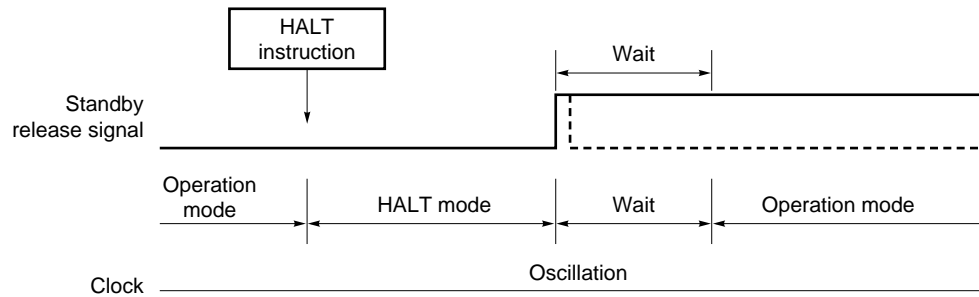 HALT
instruction
Wait
Standby
release signal
Operation
mode
HALT mode
Wait
Operation mode
Oscillation
Clock